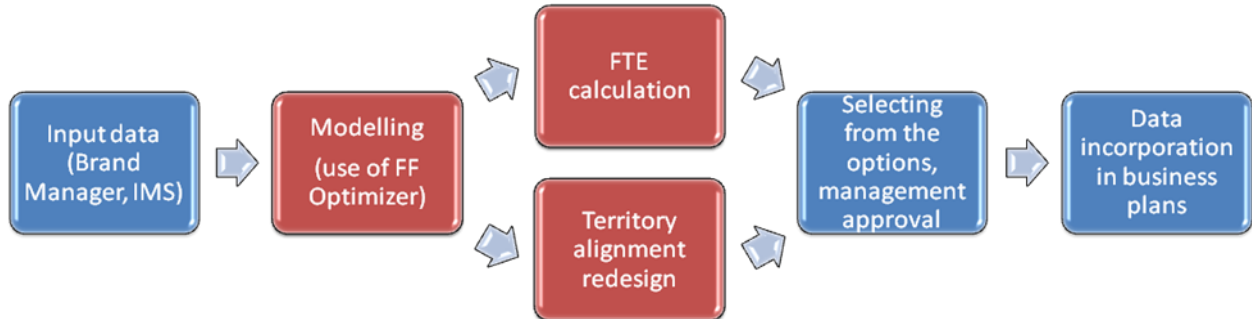 Input data
(Brand
Manager, IMS)
Modelling
(use of FF
Optimizer)
FTE
calculation
Territory
alignment
redesign
Selecting
from the
options,
management
approval
Data
incorporation
in business
plans